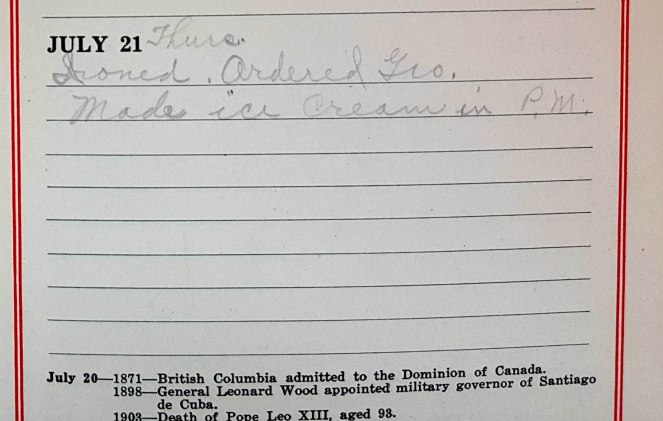 JULY 21 Thurs.
Ironed. Ordered Gro.
Made ice cream in P.M.
July 20—1871—British Columbia admitted to the Dominion of Canada.
1898—General Leonard Wood appointed military governor of Santiago
de Cuba.
1903—Death of Pope Leo XIII, aged 93.